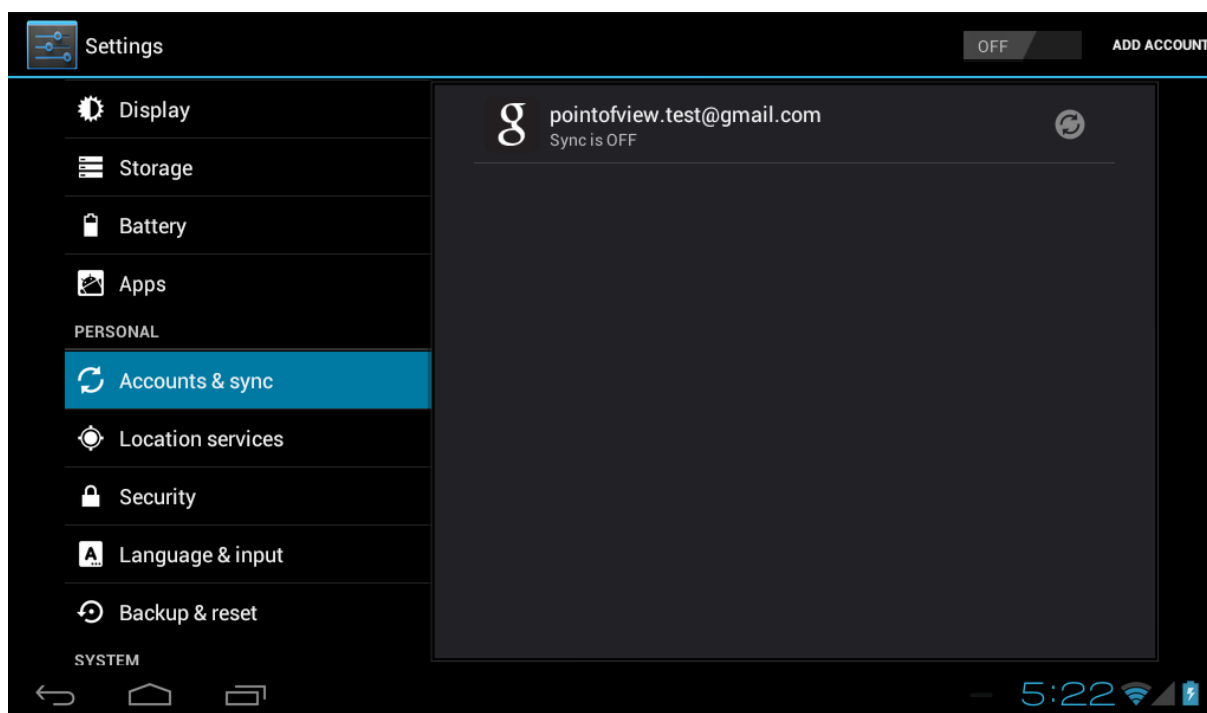 Settings
OFF
ADD ACCOUNT
Display
Storage
Battery
Apps
PERSONAL
Accounts & sync
Location services
Security
Language & input
Backup & reset
SYSTEM
g
pointofview.test@gmail.com
Sync is OFF
5:22